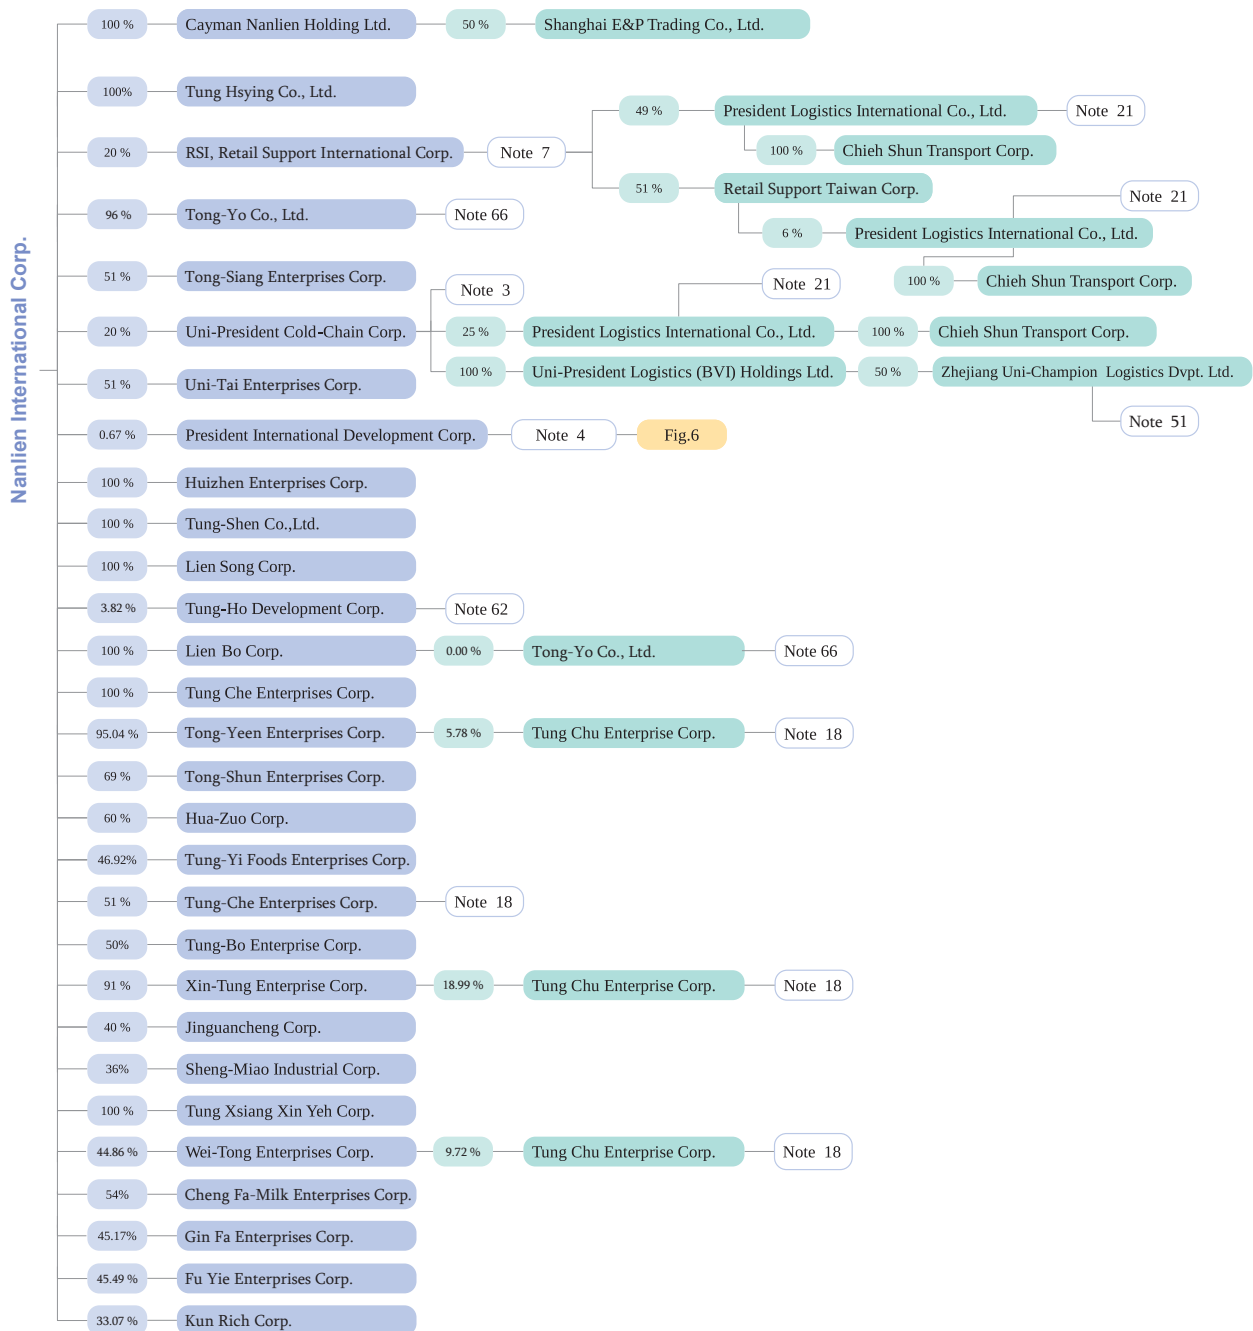 Nanlien International Corp.
100 % Cayman Nanlien Holding Ltd. 50 % Shanghai E&P Trading Co., Ltd.
100% Tung Hsying Co., Ltd.
49 % President Logistics International Co., Ltd. Note 21
100 % Chieh Shun Transport Corp.
20 % RSI, Retail Support International Corp. Note 7
51 % Retail Support Taiwan Corp.
Note 21
6 % President Logistics International Co., Ltd.
100 % Chieh Shun Transport Corp.
96 % Tong-Yo Co., Ltd. Note 66
51 % Tong-Siang Enterprises Corp.
Note 3
Note 21
20 % Uni-President Cold-Chain Corp. 25 % President Logistics International Co., Ltd. 100 % Chieh Shun Transport Corp.
100 % Uni-President Logistics (BVI) Holdings Ltd. 50 % Zhejiang Uni-Champion Logistics Dvpt. Ltd.
Note 51
51 % Uni-Tai Enterprises Corp.
0.67 % President International Development Corp. Note 4 Fig.6
100 % Huizhen Enterprises Corp.
100 % Tung-Shen Co.,Ltd.
100 % Lien Song Corp.
3.82 % Tung-Ho Development Corp. Note 62
100 % Lien Bo Corp. 0.00 % Tong-Yo Co., Ltd. Note 66
100 % Tung Che Enterprises Corp.
95.04 % Tong-Yeen Enterprises Corp. 5.78 % Tung Chu Enterprise Corp. Note 18
69 % Tong-Shun Enterprises Corp.
60 % Hua-Zuo Corp.
46.92% Tung-Yi Foods Enterprises Corp.
51 % Tung-Che Enterprises Corp. Note 18
50% Tung-Bo Enterprise Corp.
91 % Xin-Tung Enterprise Corp. 18.99 % Tung Chu Enterprise Corp. Note 18
40 % Jinguancheng Corp.
36% Sheng-Miao Industrial Corp.
100 % Tung Xsiang Xin Yeh Corp.
44.86 % Wei-Tong Enterprises Corp. 9.72 % Tung Chu Enterprise Corp. Note 18
54% Cheng Fa-Milk Enterprises Corp.
45.17% Gin Fa Enterprises Corp.
45.49 % Fu Yie Enterprises Corp.
33.07 % Kun Rich Corp.